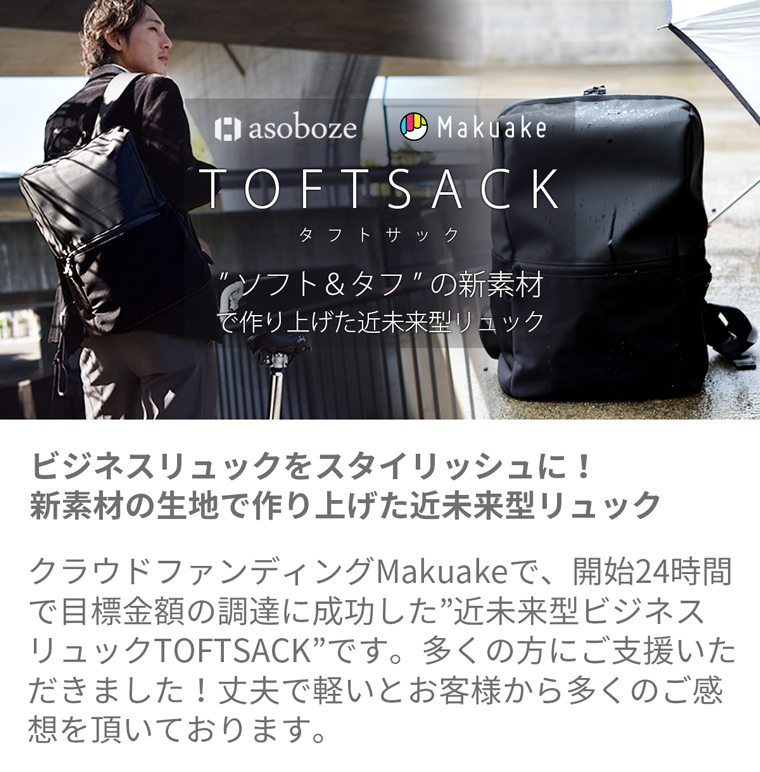 asoboze Makuake
TOFTSACK
タフトサック
"ソフト＆タフ"の新素材
で作り上げた近未来型リュック
ビジネスリュックをスタイリッシュに！
新素材の生地で作り上げた近未来型リュック
クラウドファンディングMakuakeで、開始24時間
で目標金額の調達に成功した”近未来型ビジネス
リュックTOFTSACK”です。多くの方にご支援いた
だきました！丈夫で軽いとお客様から多くのご感
想を頂いております。